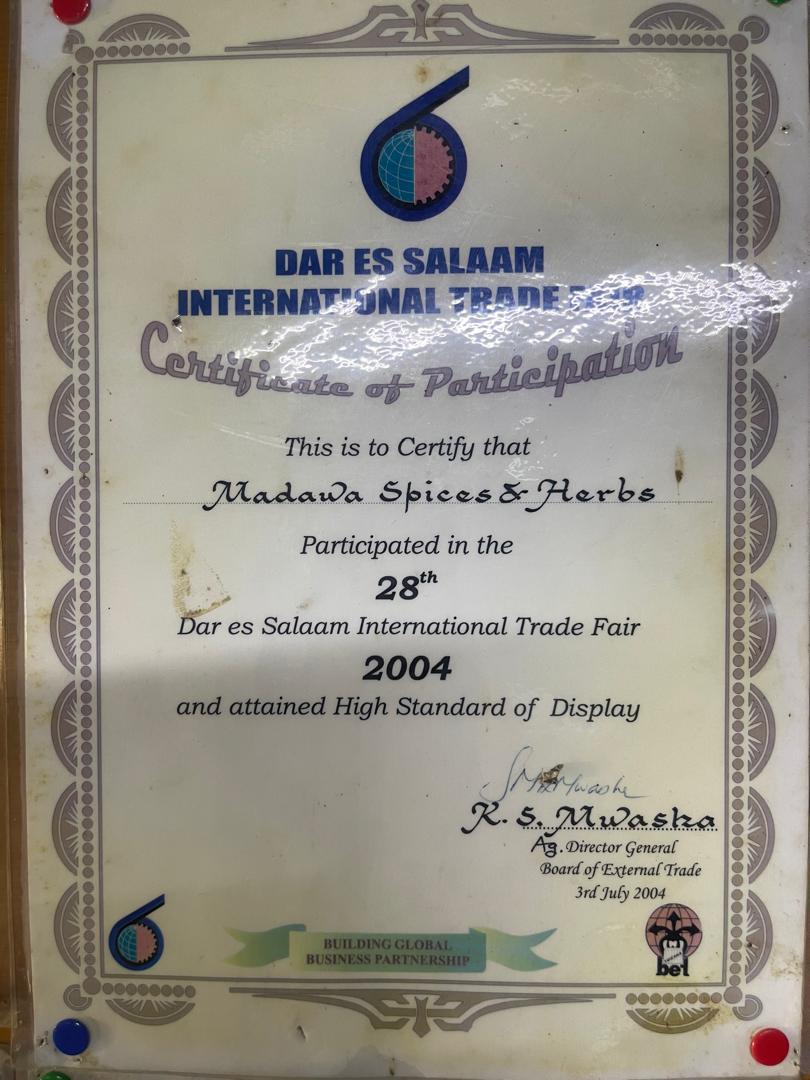 DAR ES SALAAM
INTERNATIONAL TRADE FAIR
Certificate of Participation
This is to Certify that
Madawa Spices & Herbs
Participated in the
28th
Dar es Salaam International Trade Fair
2004
and attained High Standard of Display
K. S. Mwasha
Ag. Director General
Board of External Trade
3rd July 2004
BUILDING GLOBAL
BUSINESS PARTNERSHIP
bet